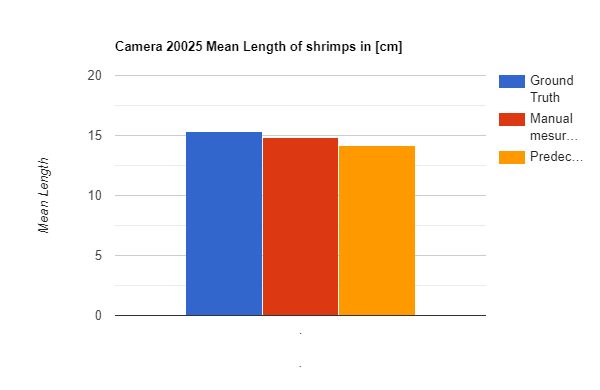 Camera 20025 Mean Length of shrimps in [cm]
20
15
10
5
0
Mean Length
Ground
Truth
Manual
mesur…
Predec…
.
.